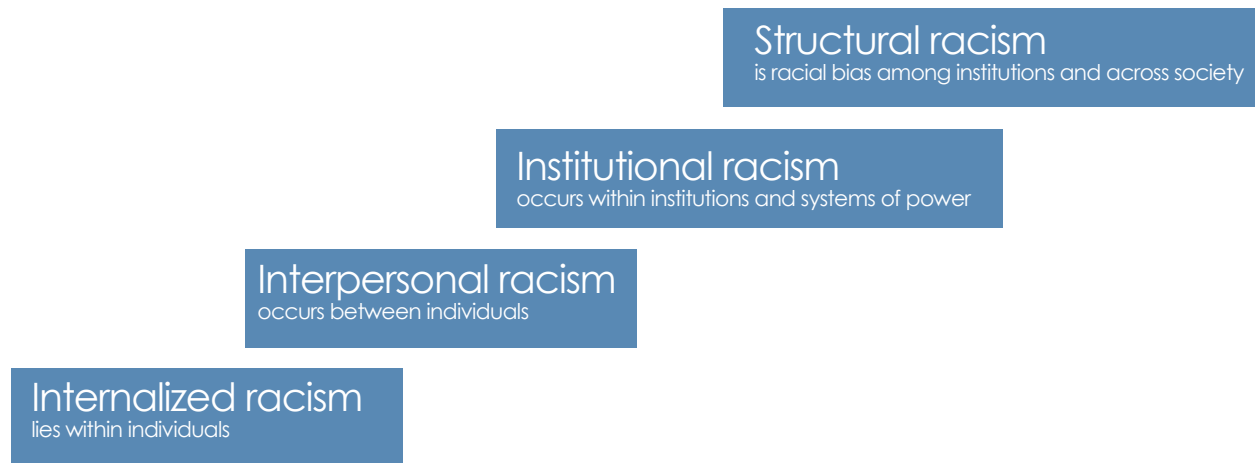 Structural racism
is racial bias among institutions and across society
Institutional racism
occurs within institutions and systems of power
Interpersonal racism
occurs between individuals
Internalized racism
lies within individuals